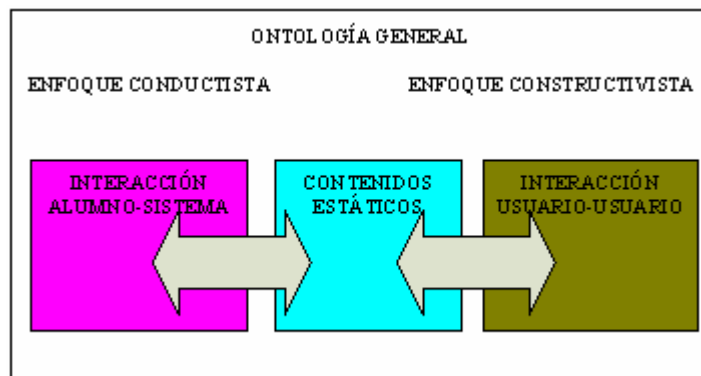 ONTOLOGÍA GENERAL
ENFOQUE CONDUCTISTA
ENFOQUE CONSTRUCTIVISTA
INTERACCIÓN
ALUMNO-SISTEMA
CONTENIDOS
ESTÁTICOS
INTERACCIÓN
USUARIO-USUARIO